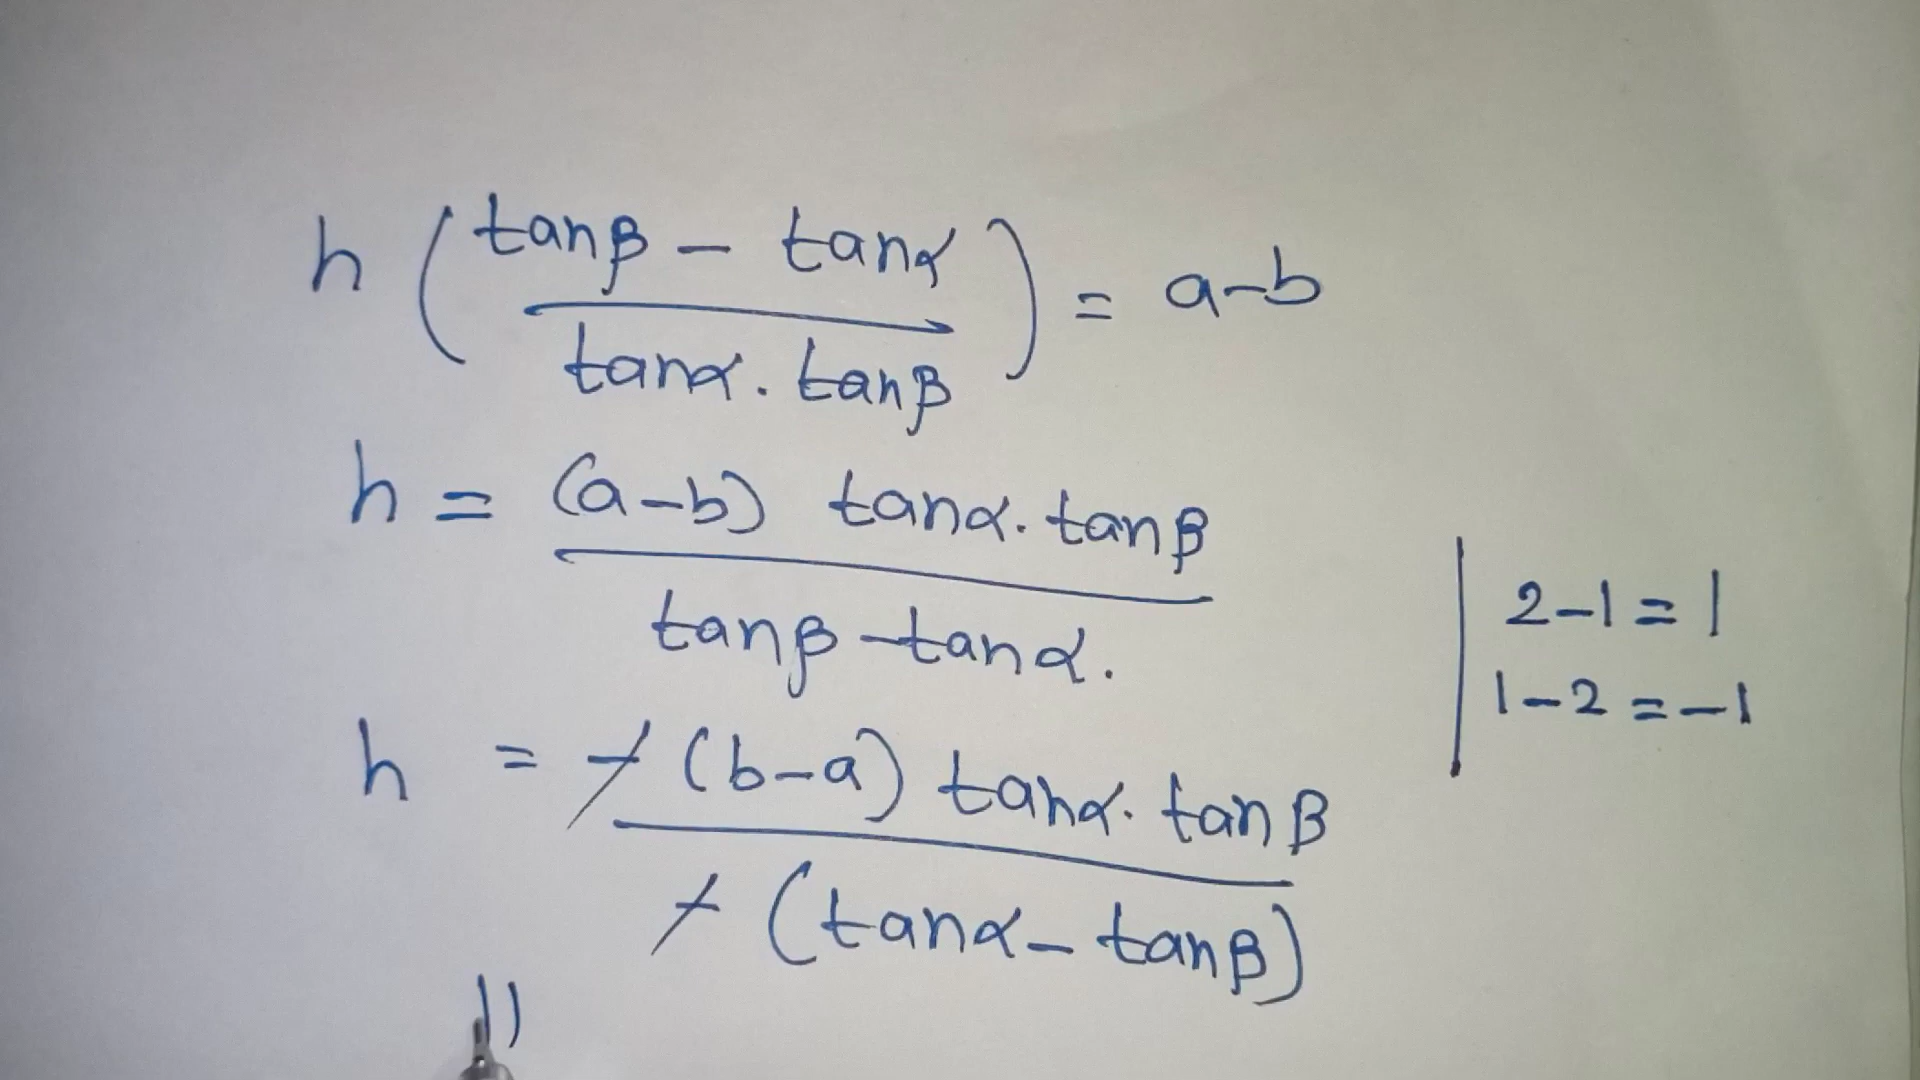 h ( tanβ - tanα / tanα . tanβ ) = a-b
h = (a-b) tanα. tanβ / tanβ - tanα.
2-1 = 1
1-2 = -1
h = - (b-a) tanα. tanβ / - (tanα - tanβ)